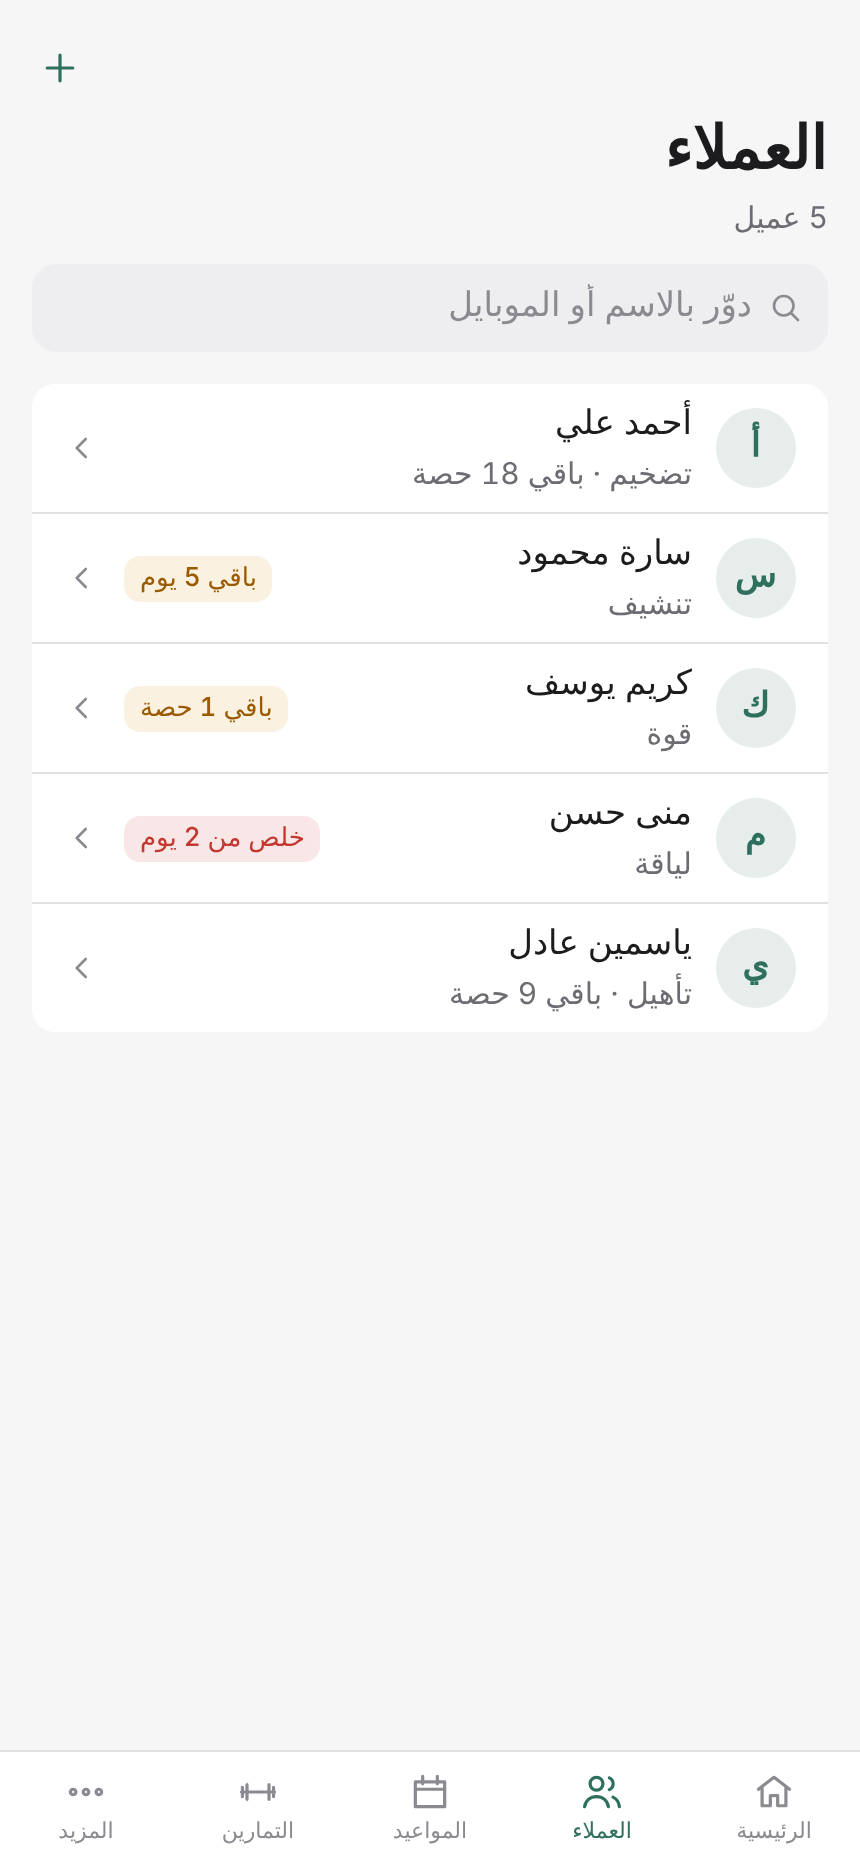 العملاء
5 عميل
دوّر بالاسم أو الموبايل
أ
أحمد علي
تضخيم · باقي 18 حصة
س
سارة محمود
تنشيف
باقي 5 يوم
ك
كريم يوسف
قوة
باقي 1 حصة
م
منى حسن
لياقة
خلص من 2 يوم
ي
ياسمين عادل
تأهيل · باقي 9 حصة
الرئيسية
العملاء
المواعيد
التمارين
المزيد